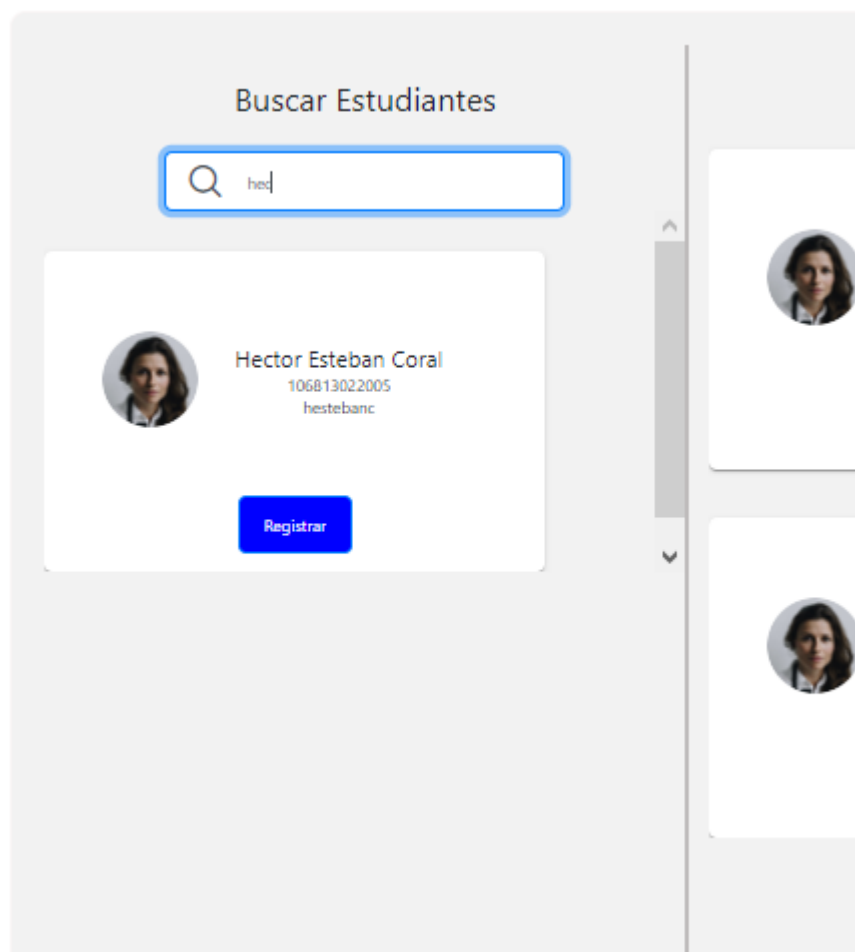 Buscar Estudiantes
hec
Hector Esteban Coral
106813022005
hestebanc
Registrar